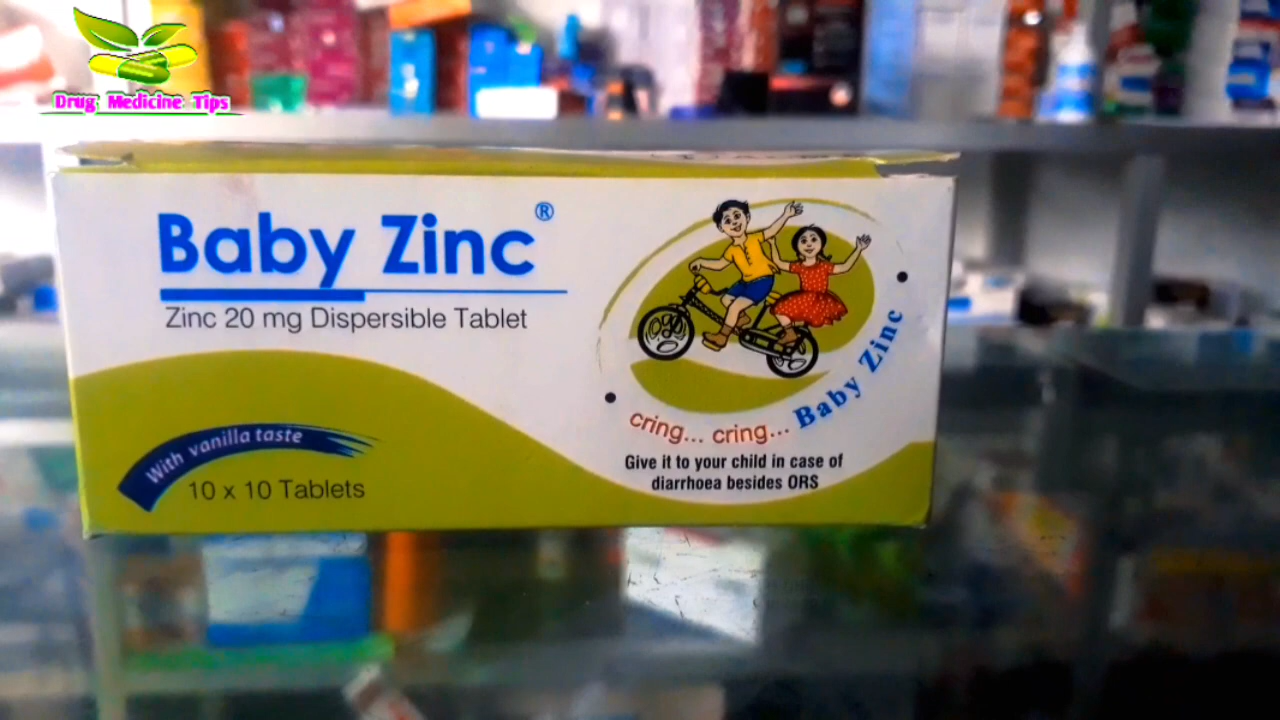 Drug Medicine Tips
Baby Zinc®
Zinc 20 mg Dispersible Tablet
With vanilla taste
10 x 10 Tablets
cring... cring... Baby Zinc
Give it to your child in case of
diarrhoea besides ORS